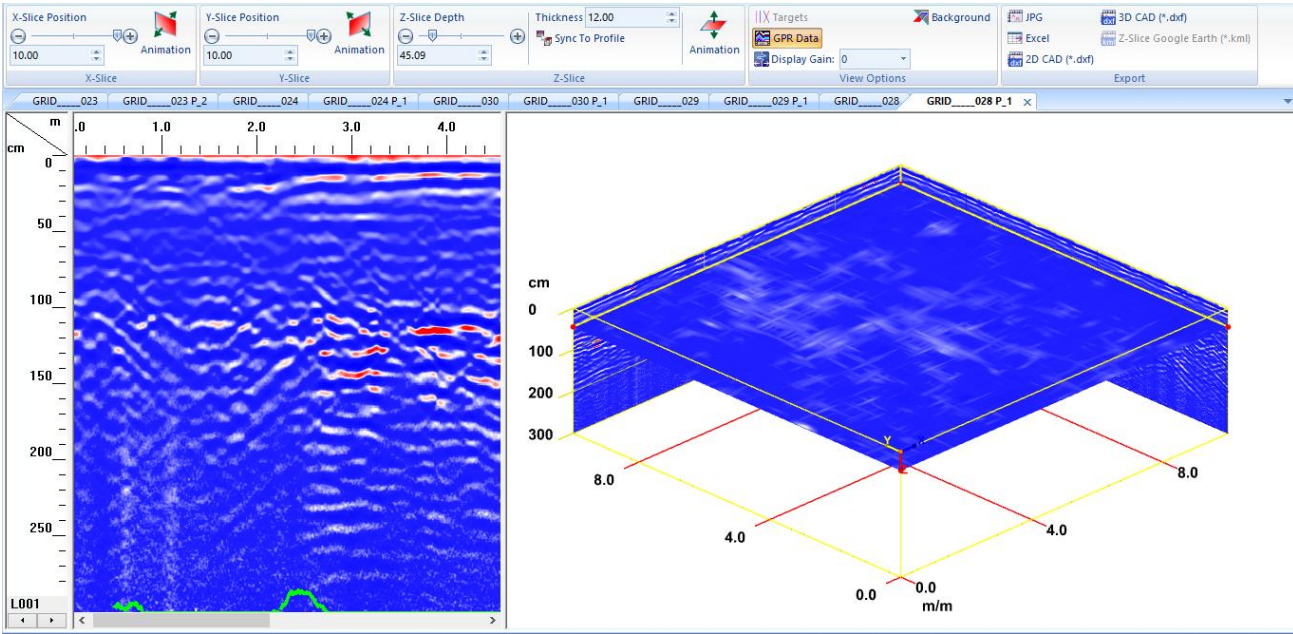 X-Slice Position
10.00
Animation
X-Slice
Y-Slice Position
10.00
Animation
Y-Slice
Z-Slice Depth
45.09
Thickness 12.00
Sync To Profile
Animation
Z-Slice
Targets
GPR Data
Display Gain: 0
Background
View Options
JPG
Excel
2D CAD (*.dxf)
3D CAD (*.dxf)
Z-Slice Google Earth (*.kml)
Export
GRID_____023 GRID_____023 P_2 GRID_____024 GRID_____024 P_1 GRID_____030 GRID_____030 P_1 GRID_____029 GRID_____029 P_1 GRID_____028 GRID_____028 P_1
m
cm
.0 1.0 2.0 3.0 4.0
0
50
100
150
200
250
L001
cm
0
100
200
300
Y
8.0
4.0
0.0
0.0
4.0
8.0
m/m